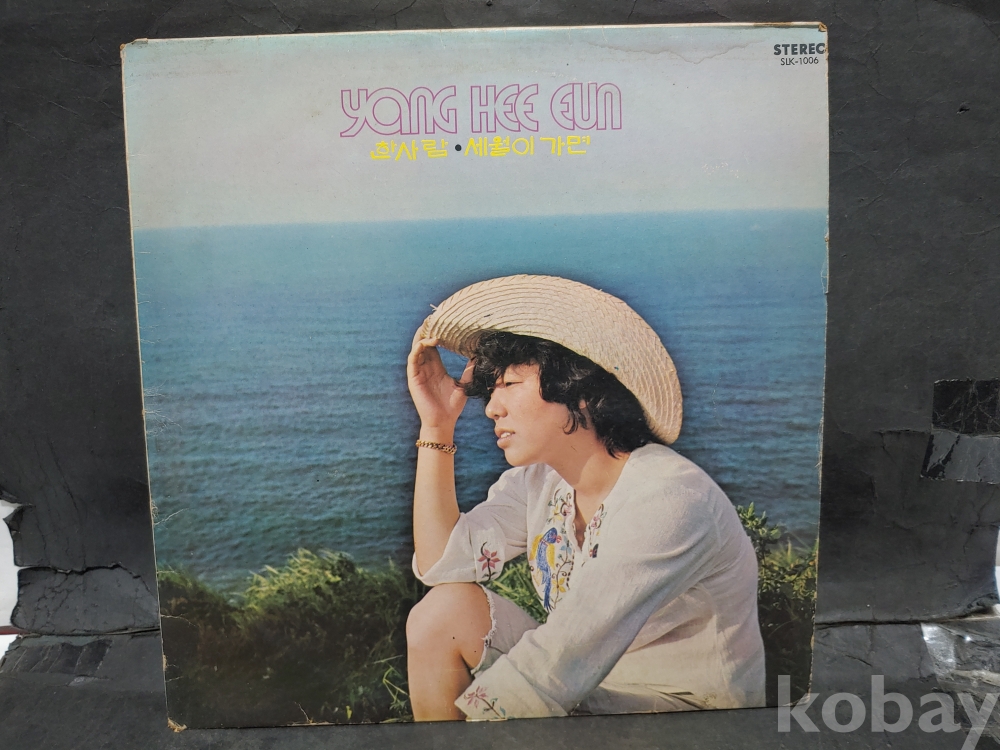 STEREO
SLK-1006
YANG HEE EUN
한사람 • 세월이 가면
kobay